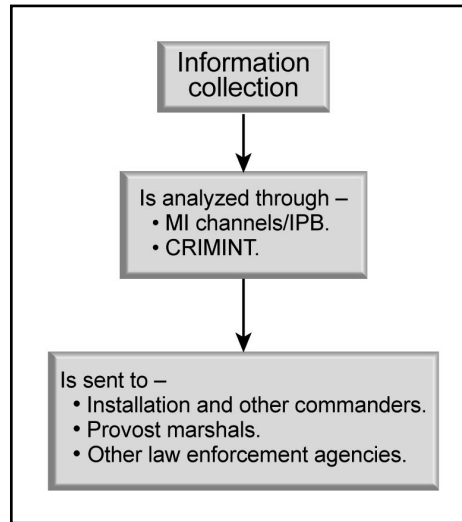 Information
collection
Is analyzed through –
• MI channels/IPB.
• CRIMINT.
Is sent to –
• Installation and other commanders.
• Provost marshals.
• Other law enforcement agencies.